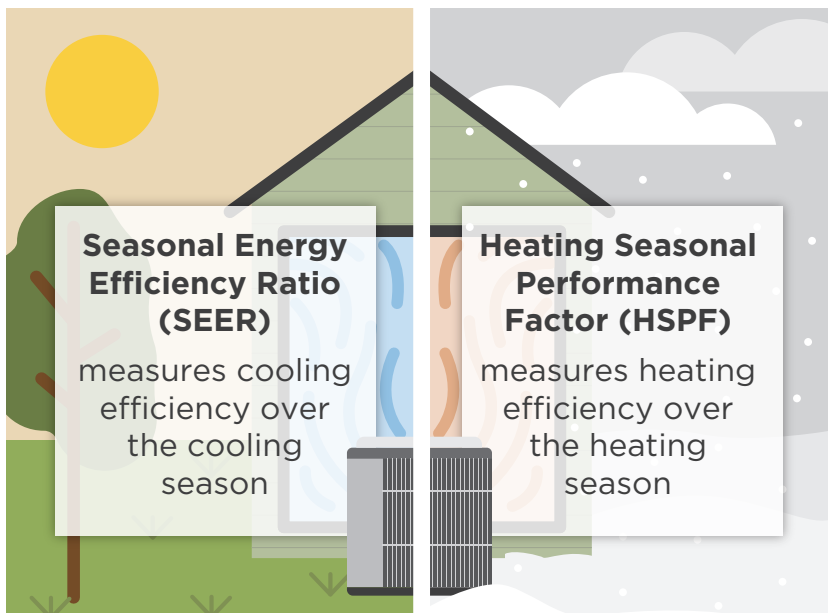 Seasonal Energy
Efficiency Ratio
(SEER)
measures cooling
efficiency over
the cooling
season
Heating Seasonal
Performance
Factor (HSPF)
measures heating
efficiency over
the heating
season